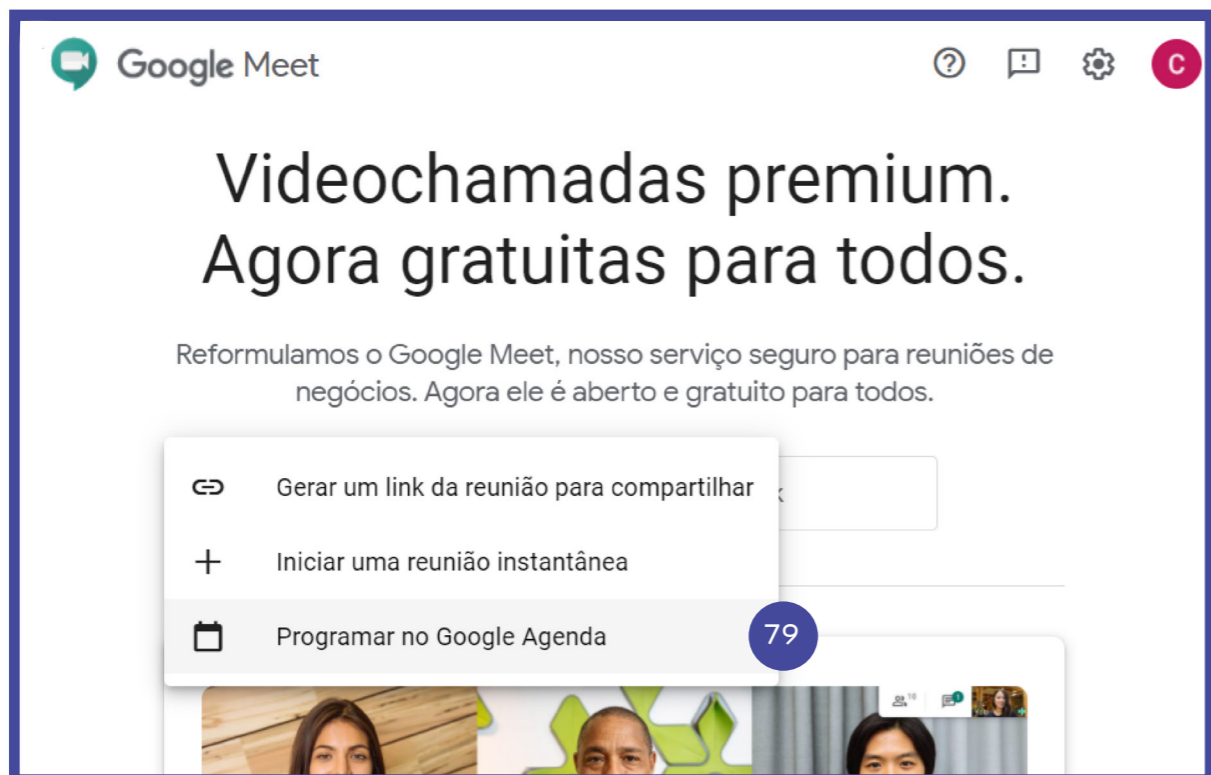 Google Meet
C
Videochamadas premium.
Agora gratuitas para todos.
Reformulamos o Google Meet, nosso serviço seguro para reuniões de
negócios. Agora ele é aberto e gratuito para todos.
Gerar um link da reunião para compartilhar
Iniciar uma reunião instantânea
Programar no Google Agenda
79
10
1